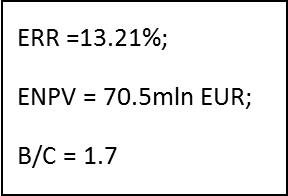 ERR =13.21%;
ENPV = 70.5mln EUR;
B/C = 1.7